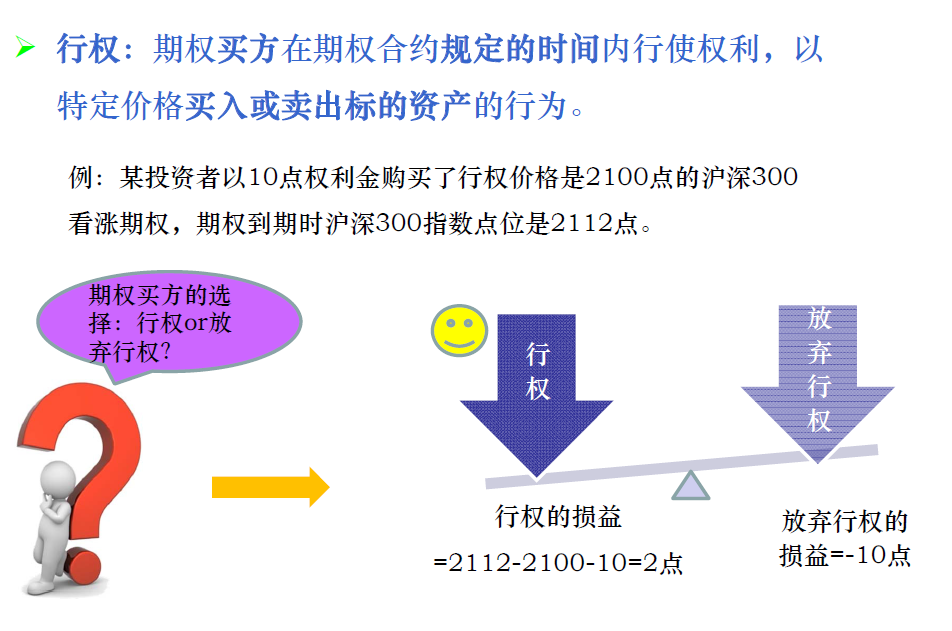 行权：期权买方在期权合约规定的时间内行使权利，以
特定价格买入或卖出标的资产的行为。
例：某投资者以10点权利金购买了行权价格是2100点的沪深300
看涨期权，期权到期时沪深300指数点位是2112点。
期权买方的选
择：行权or放
弃行权？
行
权
放
弃
行
权
行权的损益
=2112-2100-10=2点
放弃行权的
损益=-10点